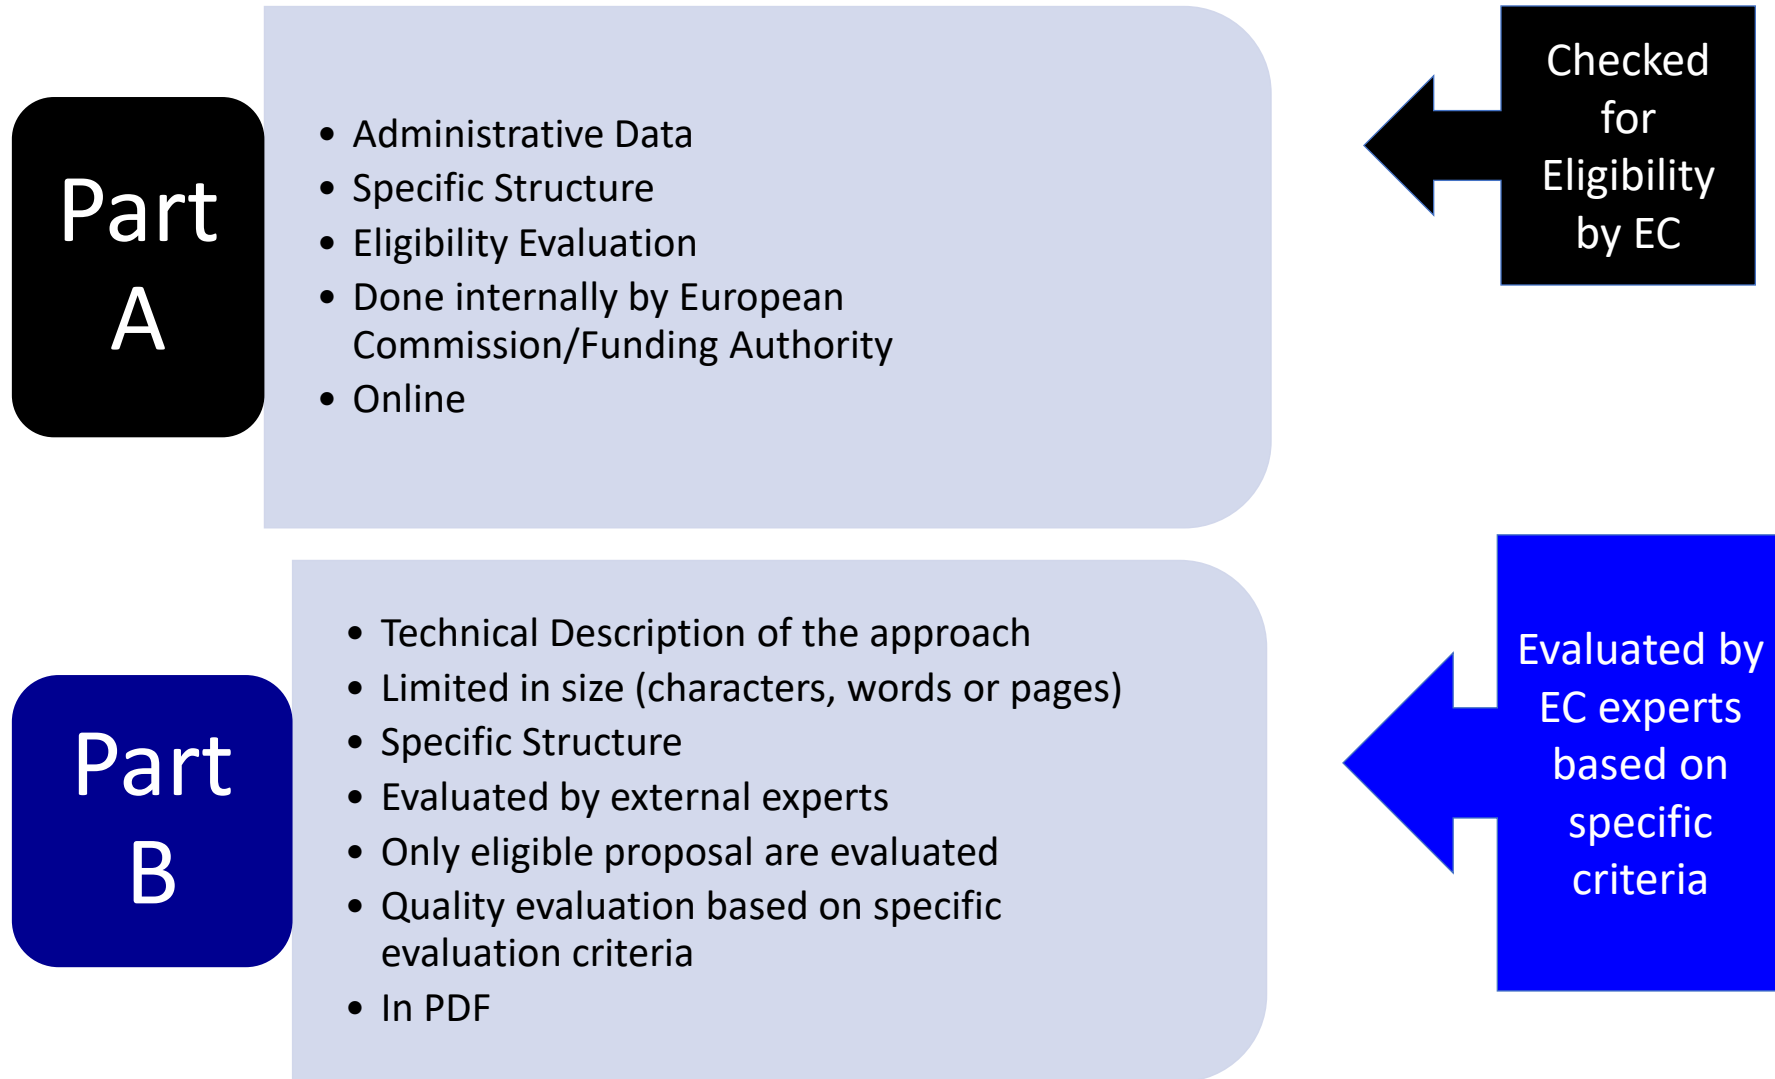 Part
A
• Administrative Data
• Specific Structure
• Eligibility Evaluation
• Done internally by European
Commission/Funding Authority
• Online
Checked
for
Eligibility
by EC
Part
B
• Technical Description of the approach
• Limited in size (characters, words or pages)
• Specific Structure
• Evaluated by external experts
• Only eligible proposal are evaluated
• Quality evaluation based on specific
evaluation criteria
• In PDF
Evaluated by
EC experts
based on
specific
criteria